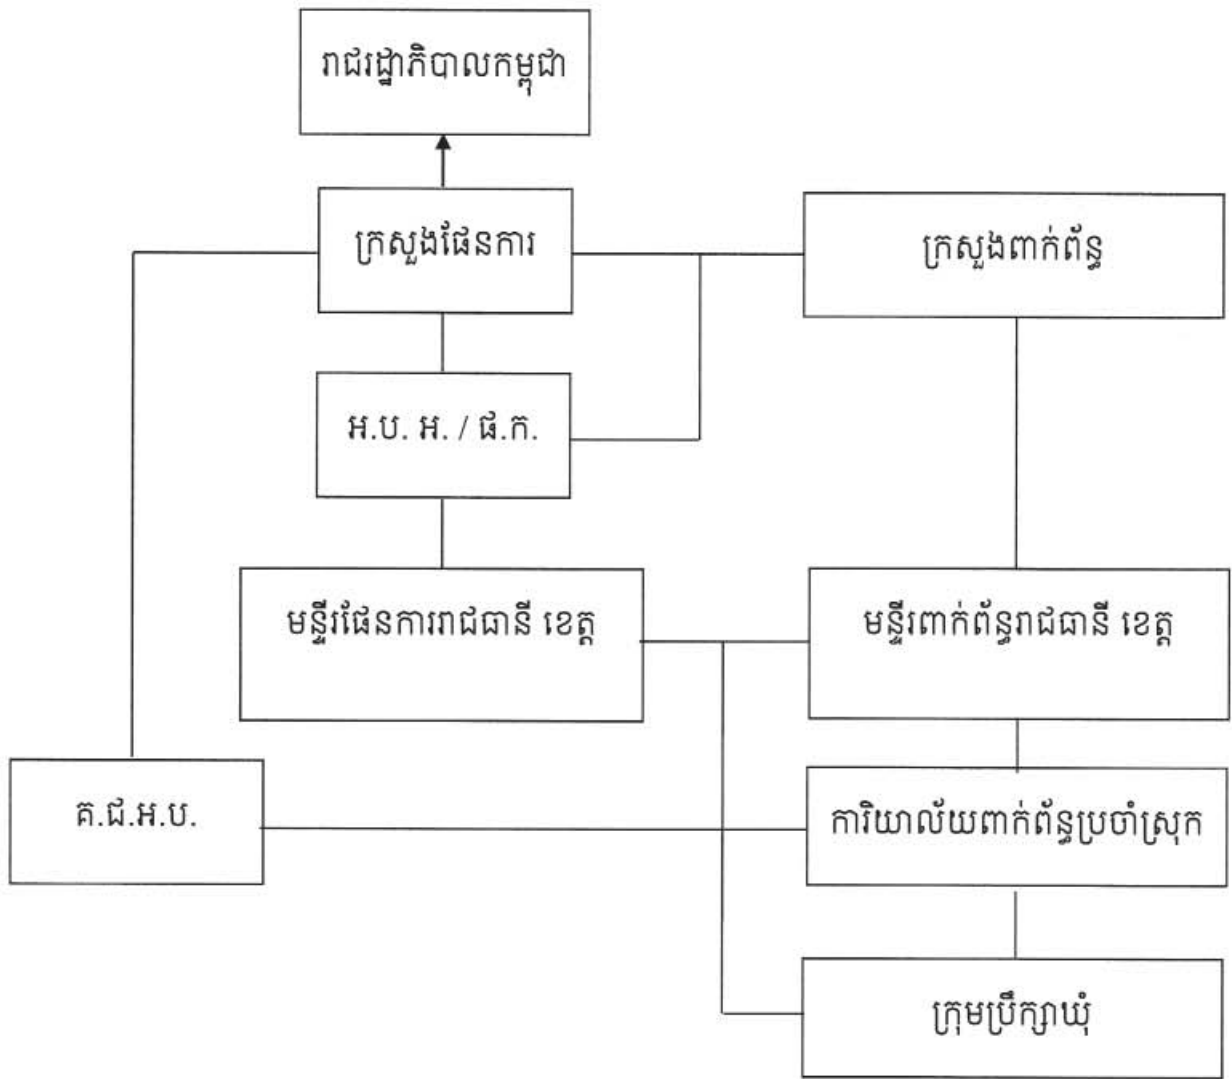 រាជរដ្ឋាភិបាលកម្ពុជា
ក្រសួងផែនការ
ក្រសួងពាក់ព័ន្ធ
អ.ប. អ. / ផ.ក.
មន្ទីរផែនការរាជធានី ខេត្ត
មន្ទីរពាក់ព័ន្ធរាជធានី ខេត្ត
គ.ជ.អ.ប.
ការិយាល័យពាក់ព័ន្ធប្រចាំស្រុក
ក្រុមប្រឹក្សាឃុំ